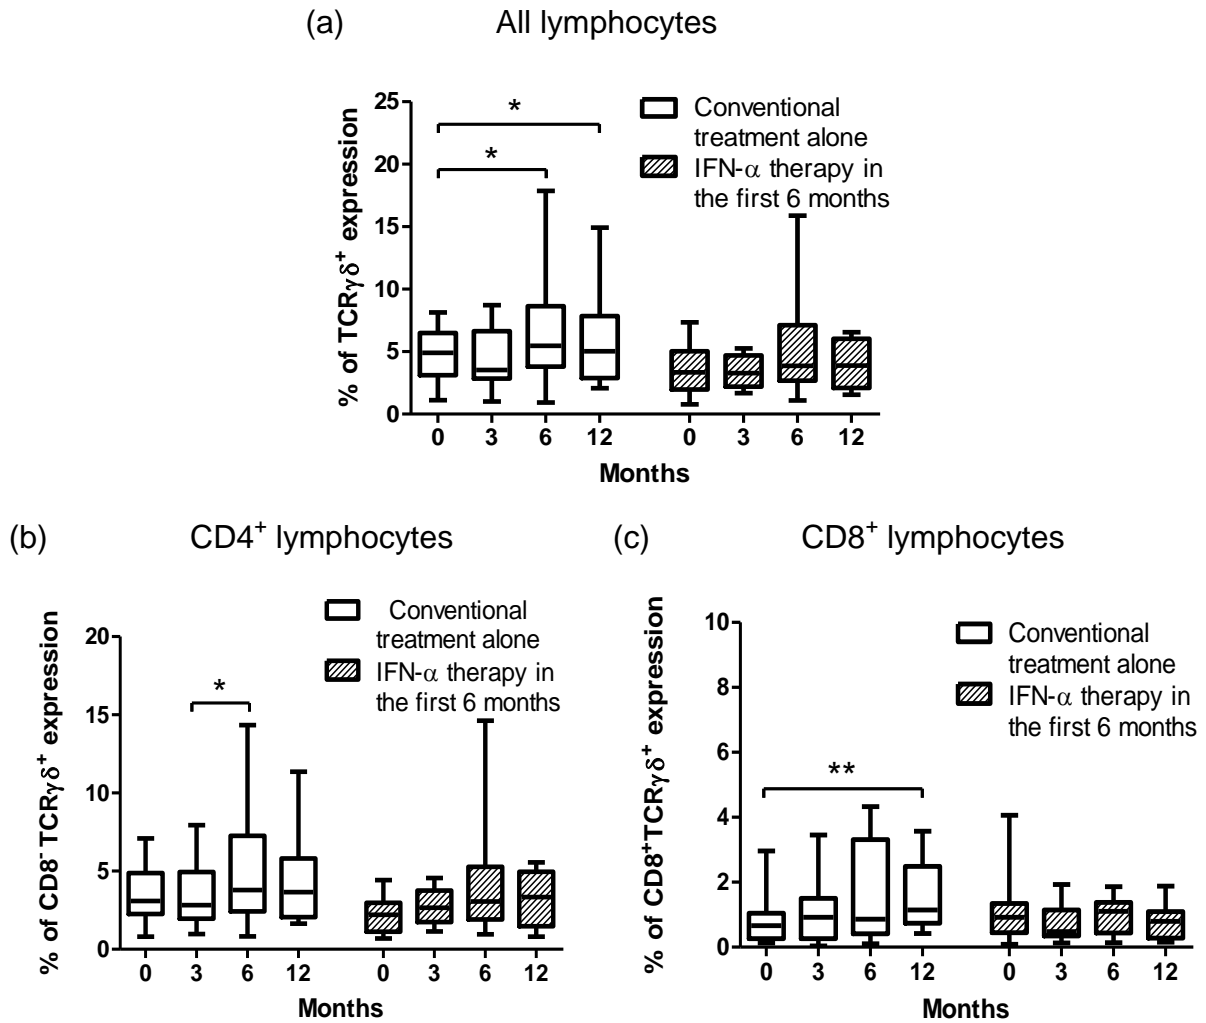 (a) All lymphocytes
% of TCRγδ⁺ expression
25
20
15
10
5
0
*
*
Conventional
treatment alone
IFN-α therapy in
the first 6 months
0 3 6 12 0 3 6 12
Months
(b) CD4⁺ lymphocytes
% of CD8⁻TCRγδ⁺ expression
20
15
10
5
0
*
Conventional
treatment alone
IFN-α therapy in
the first 6 months
0 3 6 12 0 3 6 12
Months
(c) CD8⁺ lymphocytes
% of CD8⁺TCRγδ⁺ expression
10
8
6
4
2
0
**
Conventional
treatment alone
IFN-α therapy in
the first 6 months
0 3 6 12 0 3 6 12
Months